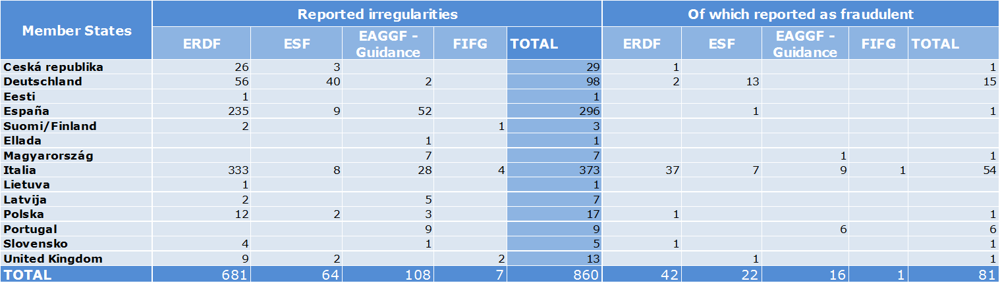 Member States Reported irregularities Of which reported as fraudulent
ERDF ESF EAGGF - Guidance FIFG TOTAL ERDF ESF EAGGF - Guidance FIFG TOTAL
Ceská republika 26 3 29 1 1
Deutschland 56 40 2 98 2 13 15
Eesti 1 1
España 235 9 52 296 1 1
Suomi/Finland 2 1 3
Ellada 1 1
Magyarország 7 7 1 1
Italia 333 8 28 4 373 37 7 9 1 54
Lietuva 1 1
Latvija 2 5 7
Polska 12 2 3 17 1 1
Portugal 9 9 6 6
Slovensko 4 1 5 1 1
United Kingdom 9 2 2 13 1 1
TOTAL 681 64 108 7 860 42 22 16 1 81